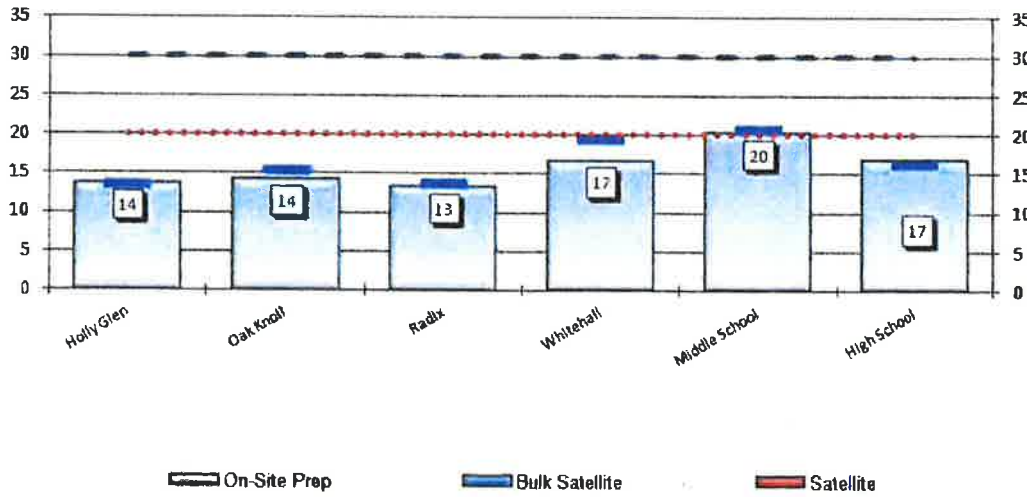 35
35
30
30
25
25
20
20
15
15
10
10
5
5
0
0
14
14
13
17
20
17
Holly Glen
Oak Knoll
Radix
Whitehall
Middle School
High School
On-Site Prep
Bulk Satellite
Satellite